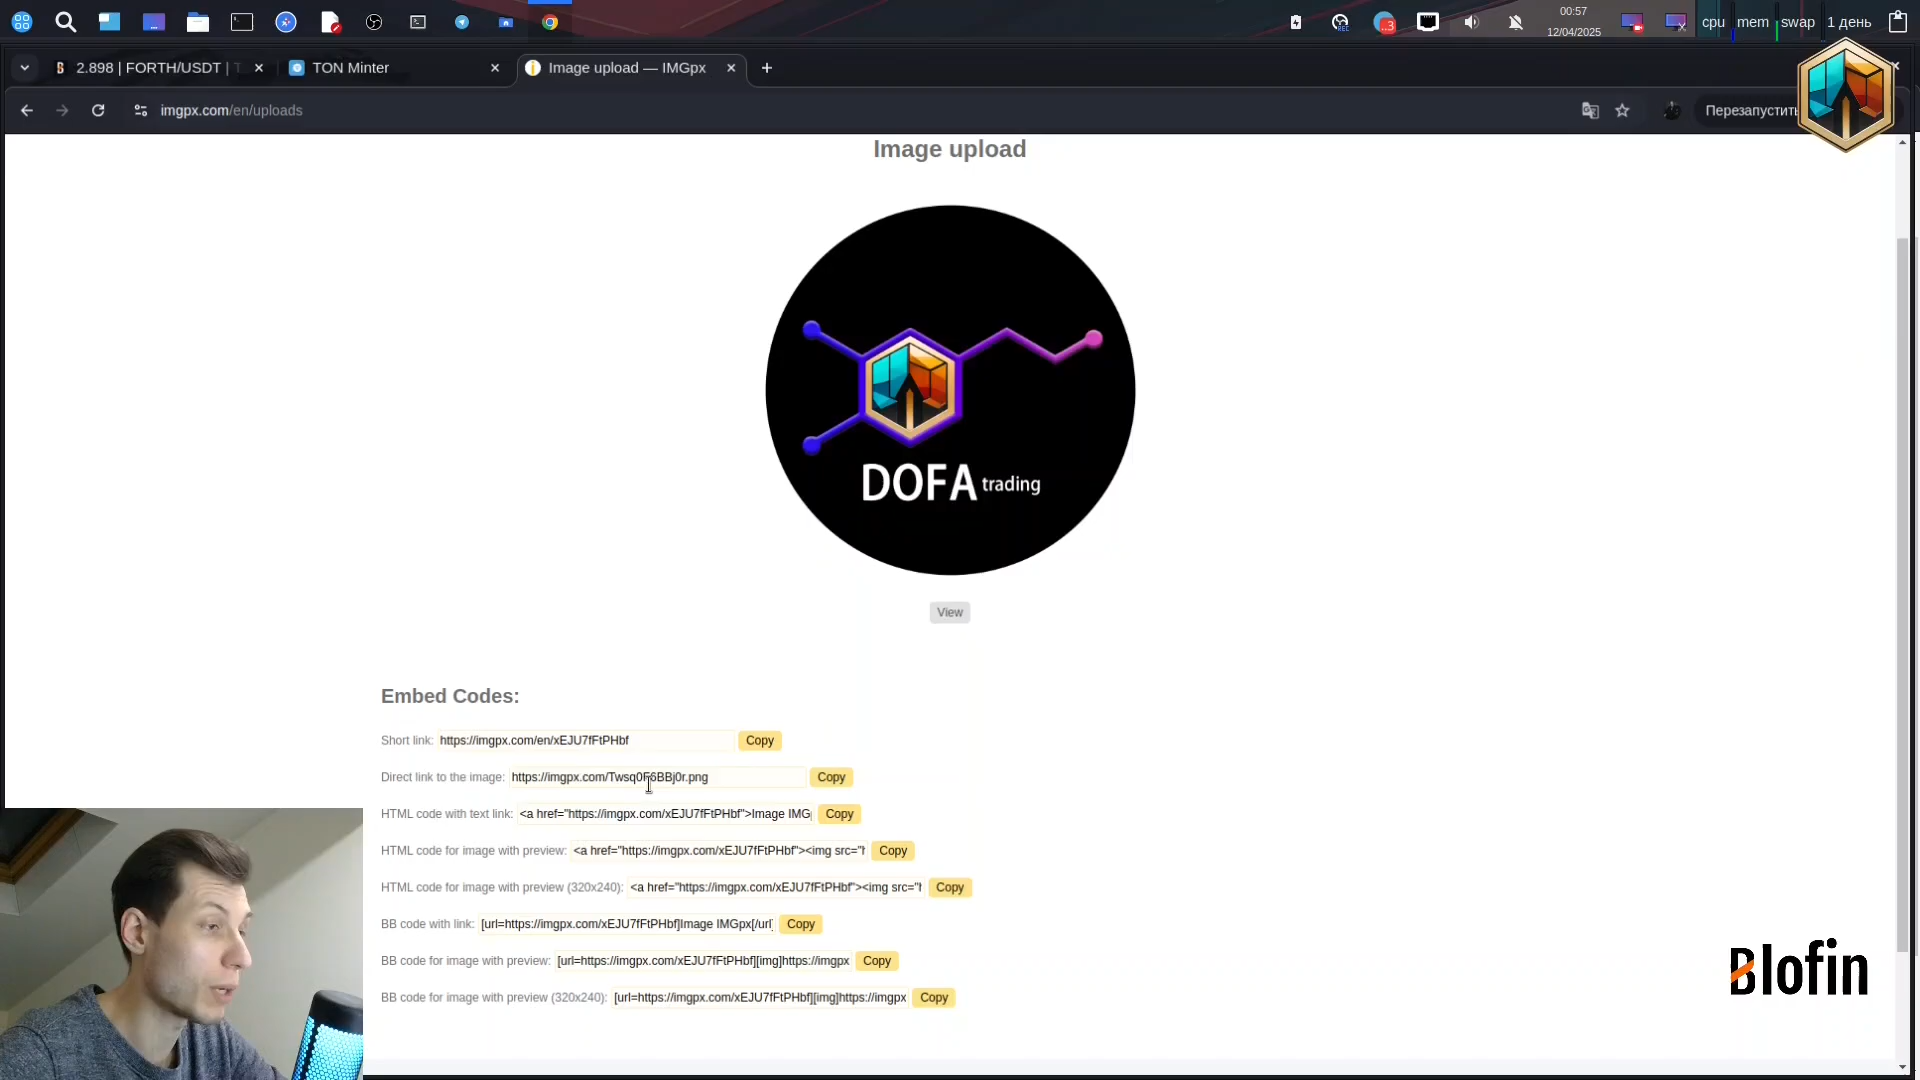 00:57
12/04/2025
cpu
mem
swap
1 день
2.898 | FORTH/USDT | T
TON Minter
Image upload — IMGpx
imgpx.com/en/uploads
Перезапустить
Image upload
DOFA trading
View
Embed Codes:
Short link: https://imgpx.com/en/xEJU7fFtPHbf Copy
Direct link to the image: https://imgpx.com/Twsq0F6BBj0r.png Copy
HTML code with text link: <a href="https://imgpx.com/xEJU7fFtPHbf">Image IMG Copy
HTML code for image with preview: <a href="https://imgpx.com/xEJU7fFtPHbf"><img src="h Copy
HTML code for image with preview (320x240): <a href="https://imgpx.com/xEJU7fFtPHbf"><img src="h Copy
BB code with link: [url=https://imgpx.com/xEJU7fFtPHbf]Image IMGpx[/url] Copy
BB code for image with preview: [url=https://imgpx.com/xEJU7fFtPHbf][img]https://imgpx Copy
BB code for image with preview (320x240): [url=https://imgpx.com/xEJU7fFtPHbf][img]https://imgpx Copy
Blofin